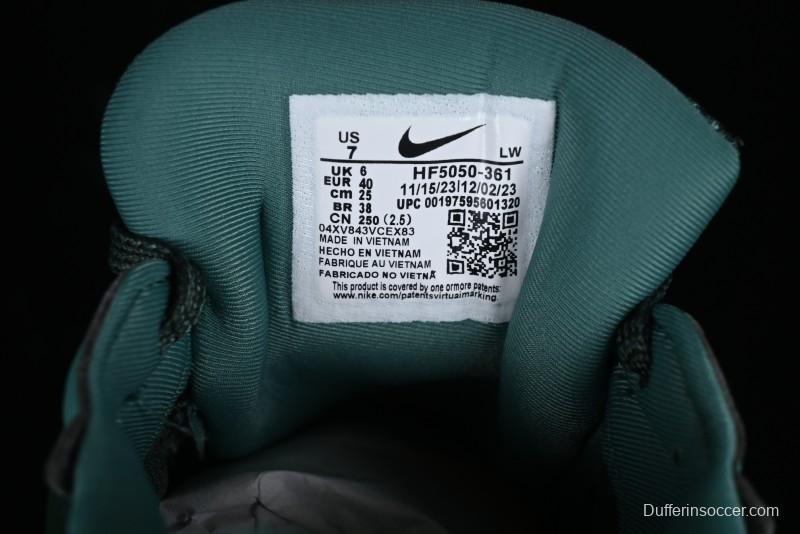 US
7
LW
UK 6
EUR 40
cm 25
BR 38
CN 250 (2.5)
HF5050-361
11/15/23|12/02/23
UPC 00197595601320
04XV843VCEX83
MADE IN VIETNAM
HECHO EN VIETNAM
FABRIQUE AU VIETNAM
FABRICADO NO VIETNÃ
This product is covered by one ormore patents:
www.nike.com/patentsvirtuaimarking.
Dufferinsoccer.com